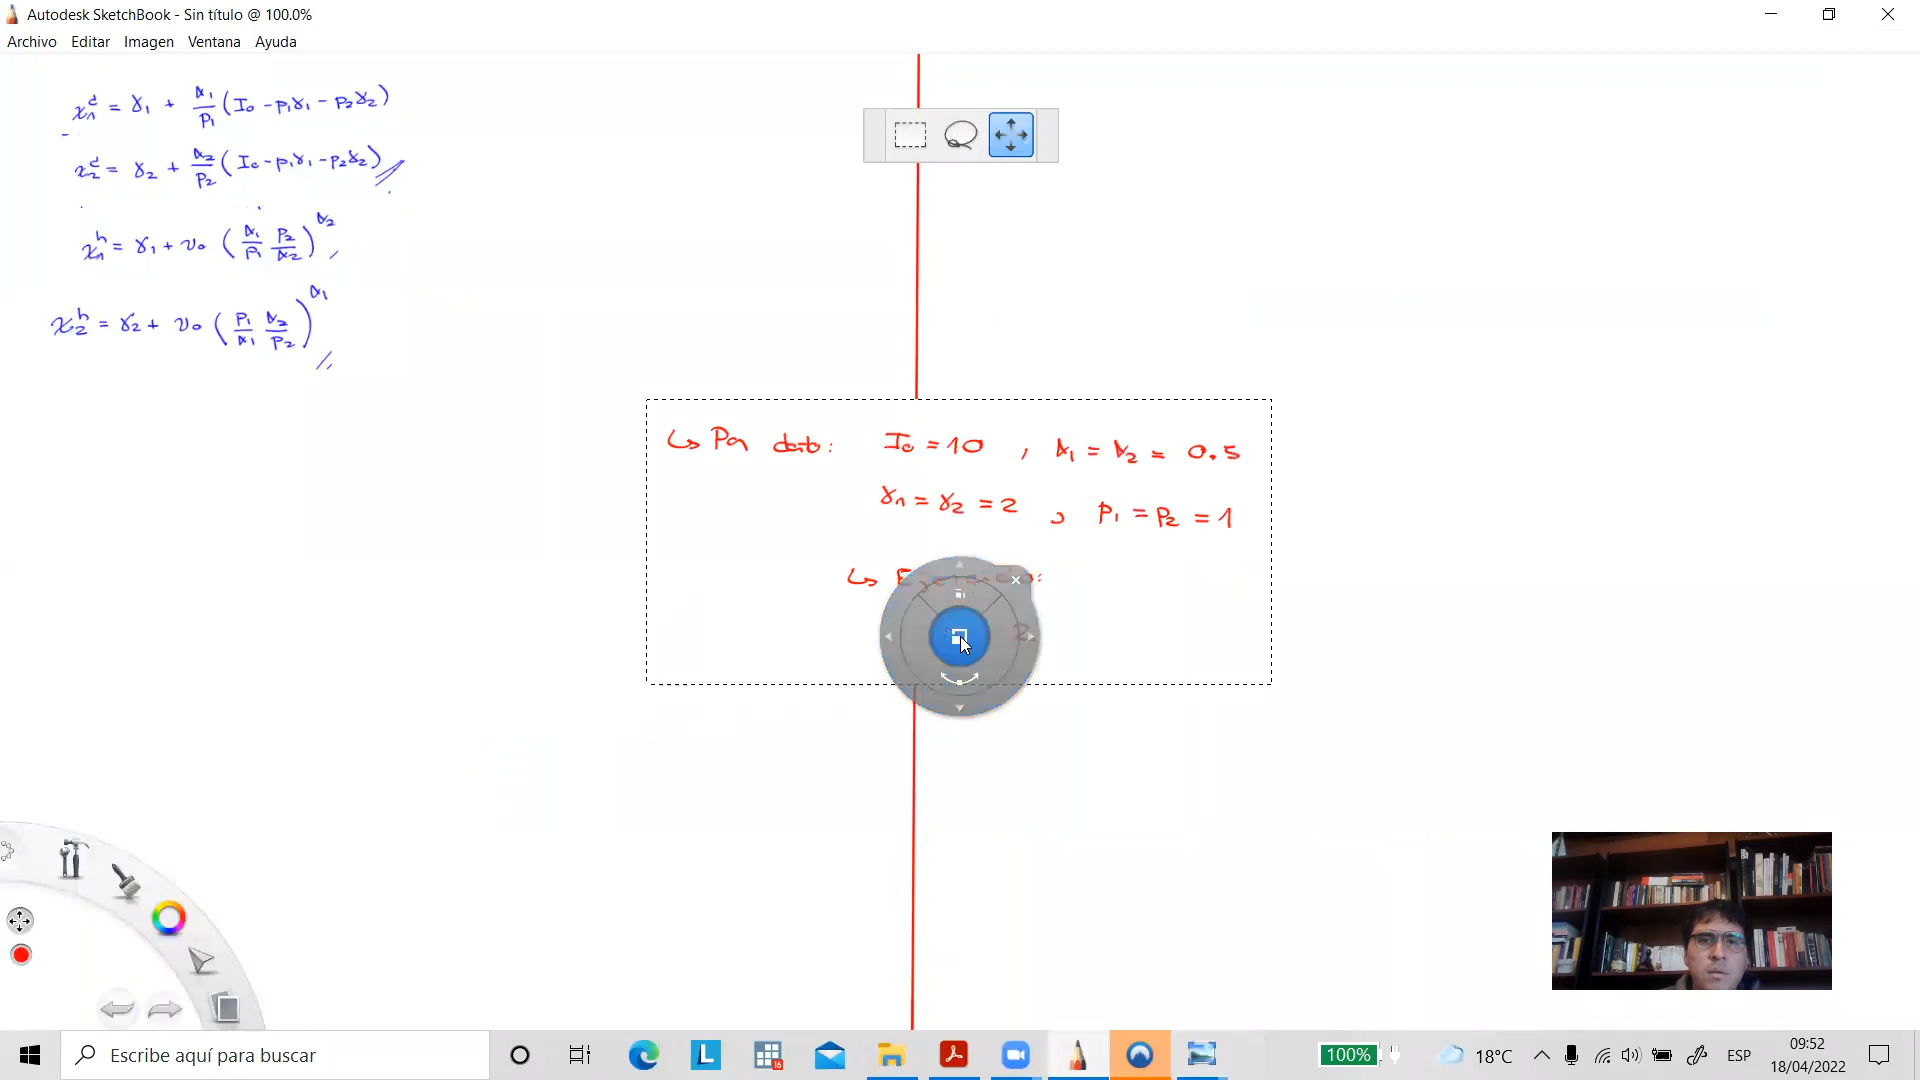 Autodesk SketchBook - Sin título @ 100.0%
Archivo Editar Imagen Ventana Ayuda
x₁ᵈ = γ₁ + α₁/p₁ (I₀ - p₁γ₁ - p₂γ₂)
x₂ᵈ = γ₂ + α₂/p₂ (I₀ - p₁γ₁ - p₂γ₂)
x₁ʰ = γ₁ + v₀ (α₁/p₁ p₂/α₂)^α₂
x₂ʰ = γ₂ + v₀ (p₁/α₁ α₂/p₂)^α₁
↳ Por dato: I₀ = 10 , α₁ = α₂ = 0.5
γ₁ = γ₂ = 2 , p₁ = p₂ = 1
Escribe aquí para buscar
L
16
100%
18°C
ESP
09:52
18/04/2022